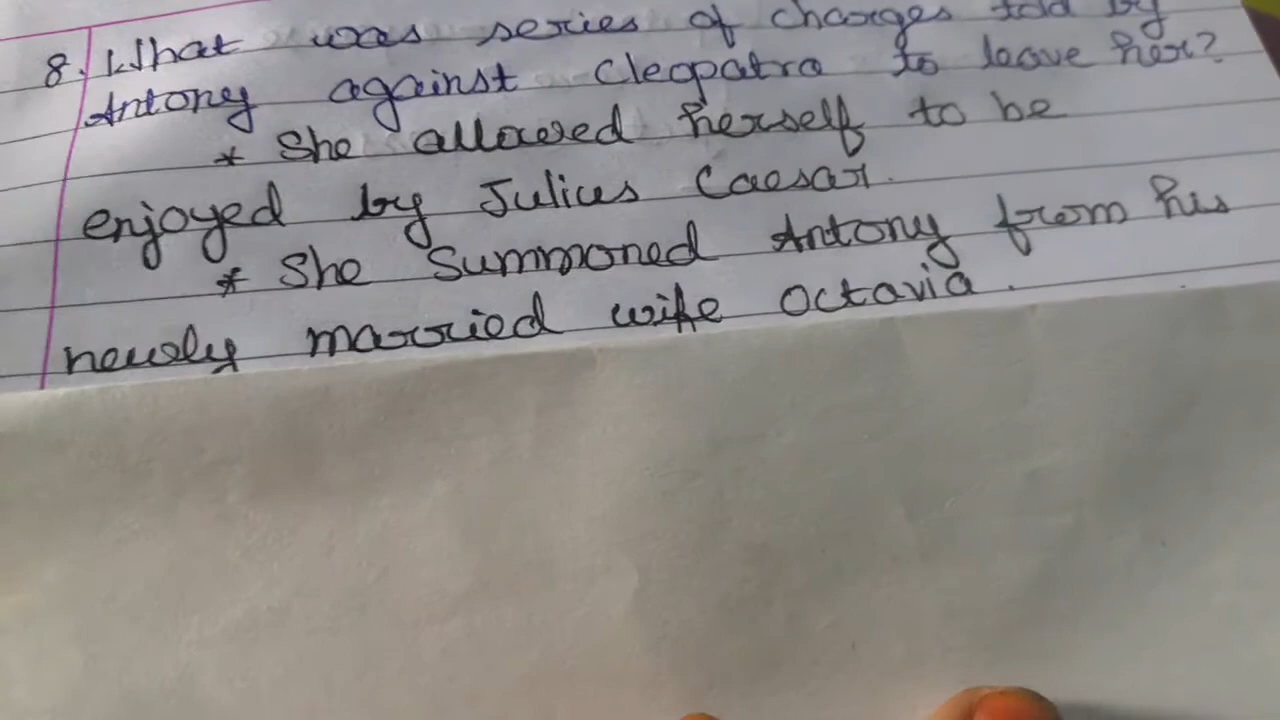 8. What was series of charges told by
Antony against Cleopatra to leave her?
* She allowed herself to be
enjoyed by Julius Caesar.
* She summoned Antony from his
newly married wife Octavia.